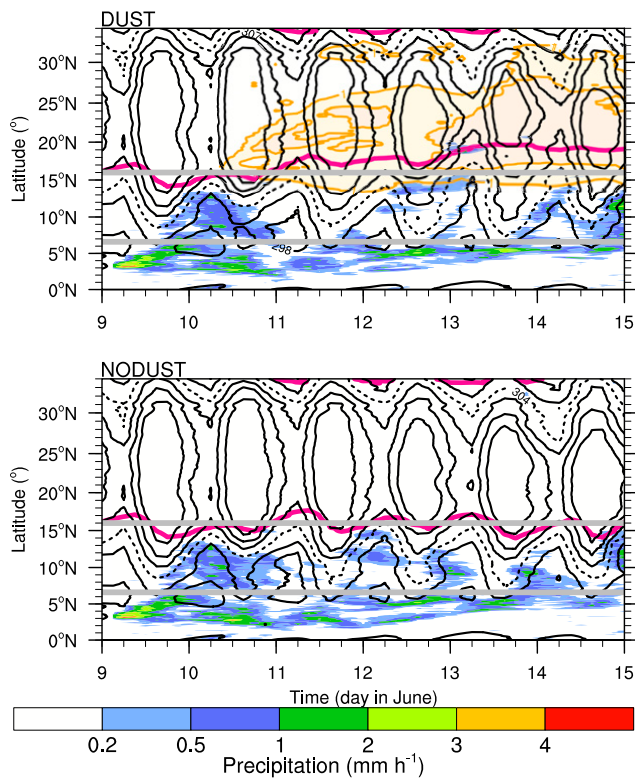 DUST
307
1
298
30°N
25°N
20°N
15°N
10°N
5°N
0°N
Latitude (°)
9 10 11 12 13 14 15
NODUST
304
30°N
25°N
20°N
15°N
10°N
5°N
0°N
Latitude (°)
9 10 11 12 13 14 15
Time (day in June)
0.2 0.5 1 2 3 4
Precipitation (mm h⁻¹)